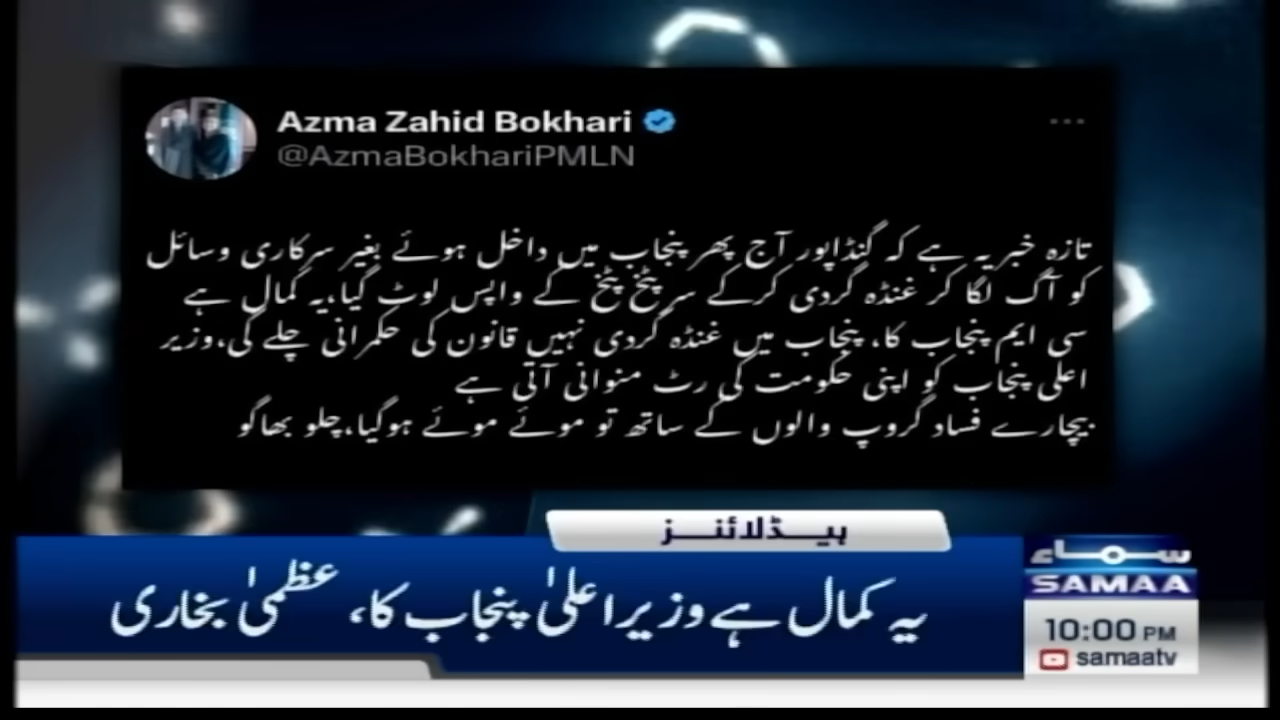 Azma Zahid Bokhari
@AzmaBokhariPMLN
تازہ خبریہ ہے کہ گنڈاپور آج پھر پنجاب میں داخل ہوئے بغیر سرکاری وسائل
کو آگ لگا کر غنڈہ گردی کرکے سر پٹخ پٹخ کے واپس لوٹ گیا،یہ کمال ہے
سی ایم پنجاب کا، پنجاب میں غنڈہ گردی نہیں قانون کی حکمرانی چلے گی،وزیر
اعلی پنجاب کو اپنی حکومت کی رٹ منوانی آتی ہے
بیچارے فساد گروپ والوں کے ساتھ تو موئے موئے ہوگیا،چلو بھاگو
ہیڈلائنز
یہ کمال ہے وزیراعلیٰ پنجاب کا، عظمیٰ بخاری
سماء
SAMAA
10:00 PM
samaatv